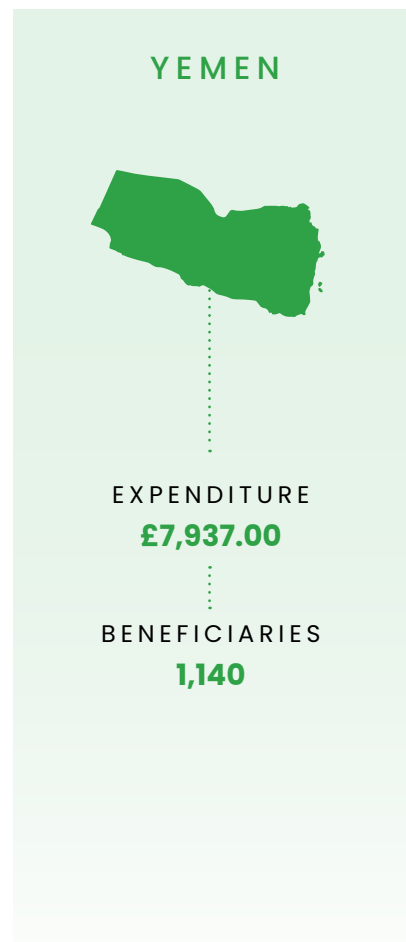 YEMEN
EXPENDITURE
£7,937.00
BENEFICIARIES
1,140